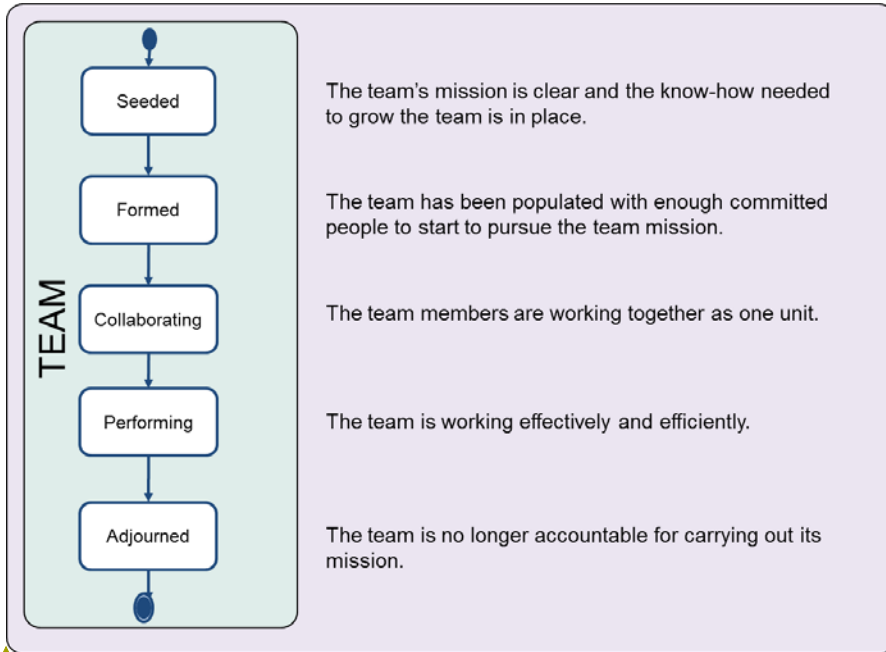 TEAM
Seeded
The team's mission is clear and the know-how needed
to grow the team is in place.
Formed
The team has been populated with enough committed
people to start to pursue the team mission.
Collaborating
The team members are working together as one unit.
Performing
The team is working effectively and efficiently.
Adjourned
The team is no longer accountable for carrying out its
mission.